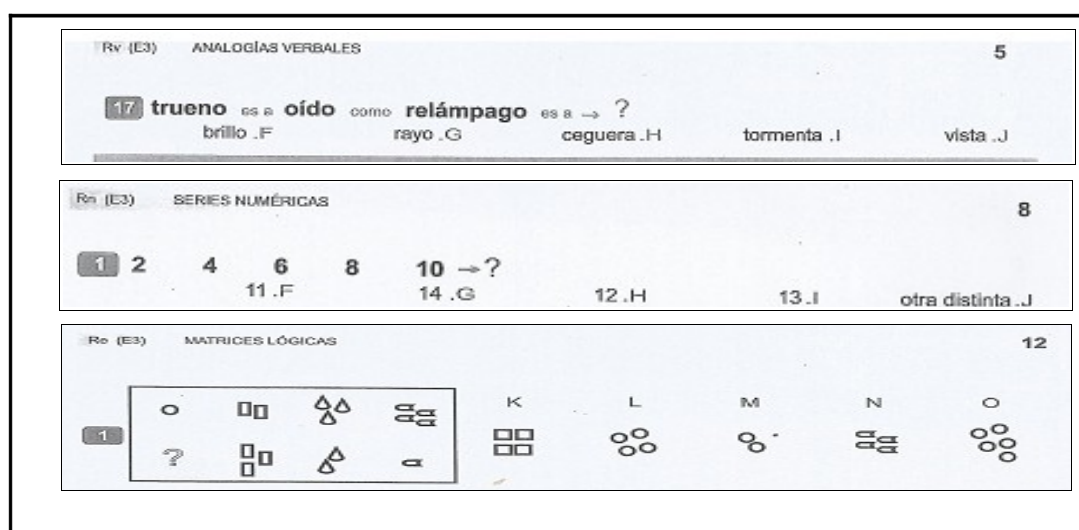 Rv (E3) ANALOGÍAS VERBALES 5
17 trueno es a oído como relámpago es a → ?
brillo .F rayo .G ceguera .H tormenta .I vista .J
Rn (E3) SERIES NUMÉRICAS 8
1 2 4 6 8 10 →?
11 .F 14 .G 12 .H 13 .I otra distinta .J
Re (E3) MATRICES LÓGICAS 12
K L M N O
1
?